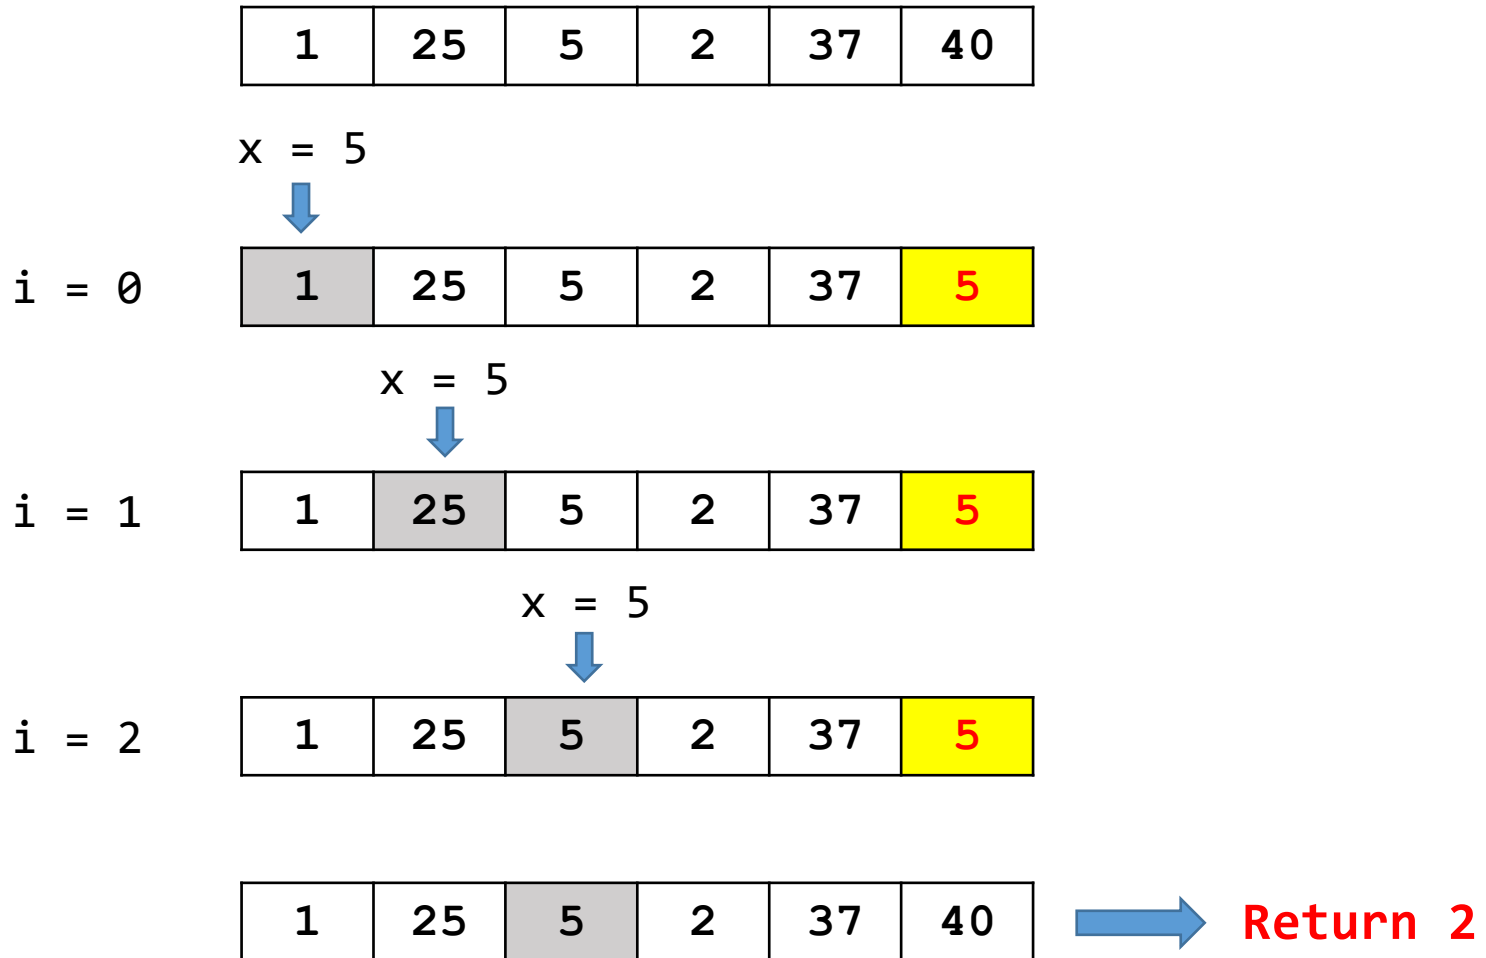 1 25 5 2 37 40
x = 5
i = 0 1 25 5 2 37 5
x = 5
i = 1 1 25 5 2 37 5
x = 5
i = 2 1 25 5 2 37 5
1 25 5 2 37 40 Return 2